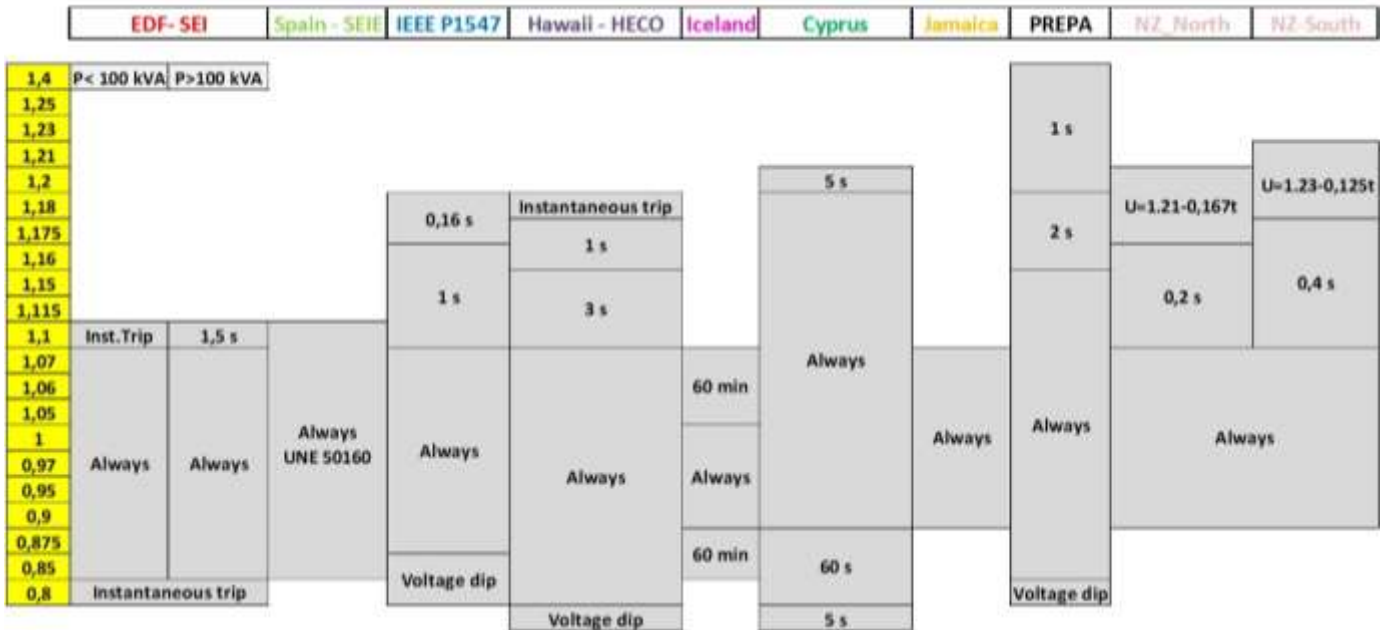 EDF- SEI Spain - SEIE IEEE P1547 Hawaii - HECO Iceland Cyprus Jamaica PREPA NZ_North NZ-South
1,4 P< 100 kVA P>100 kVA
1,25
1,23 1 s
1,21
1,2 5 s U=1.23-0,125t
1,18 0,16 s Instantaneous trip U=1.21-0,167t
1,175 1 s 2 s
1,16
1,15 1 s 3 s 0,2 s 0,4 s
1,115
1,1 Inst.Trip 1,5 s
1,07 Always
1,06 60 min
1,05
1 Always Always Always Always
0,97 Always Always UNE 50160 Always Always Always
0,95
0,9
0,875
0,85 Voltage dip 60 min 60 s
0,8 Instantaneous trip Voltage dip
Voltage dip 5 s